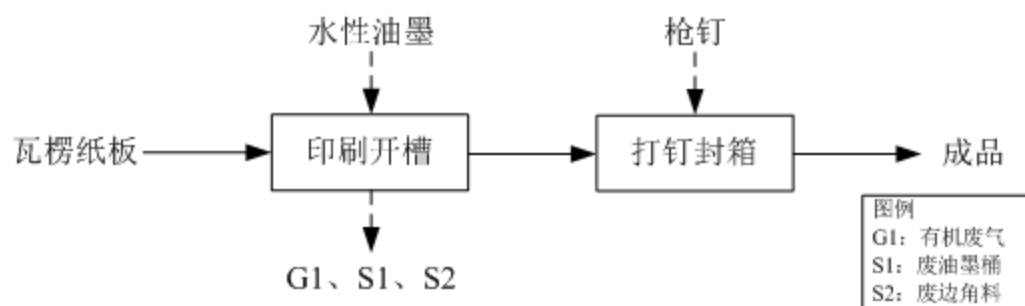 水性油墨
枪钉
瓦楞纸板
印刷开槽
打钉封箱
成品
G1、S1、S2
图例
G1：有机废气
S1：废油墨桶
S2：废边角料